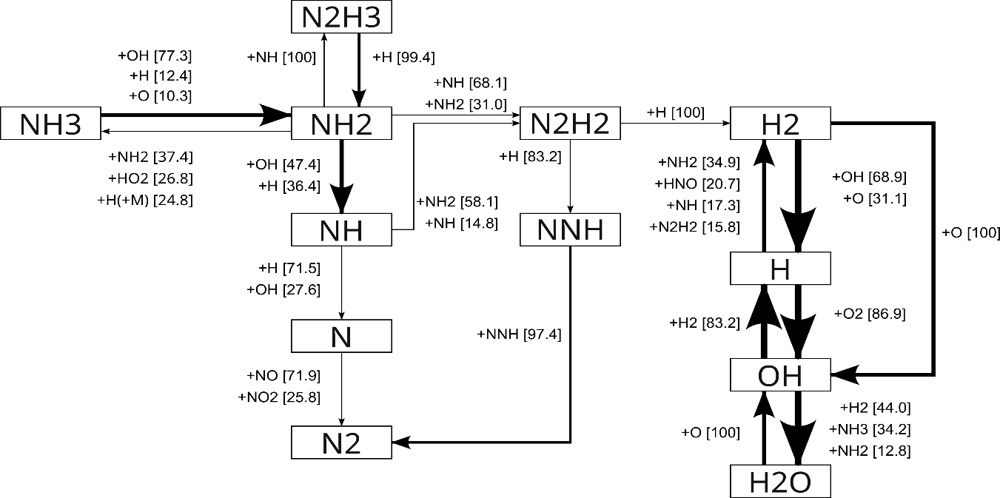 N2H3
+OH [77.3]
+H [12.4]
+O [10.3]
+NH [100]
+H [99.4]
+NH [68.1]
+NH2 [31.0]
NH3
NH2
N2H2
+H [100]
H2
+NH2 [37.4]
+HO2 [26.8]
+H(+M) [24.8]
+OH [47.4]
+H [36.4]
+H [83.2]
+NH2 [34.9]
+HNO [20.7]
+NH [17.3]
+N2H2 [15.8]
+OH [68.9]
+O [31.1]
+NH2 [58.1]
+NH [14.8]
NH
NNH
+O [100]
+H [71.5]
+OH [27.6]
H
N
+NNH [97.4]
+H2 [83.2]
+O2 [86.9]
+NO [71.9]
+NO2 [25.8]
OH
N2
+O [100]
+H2 [44.0]
+NH3 [34.2]
+NH2 [12.8]
H2O